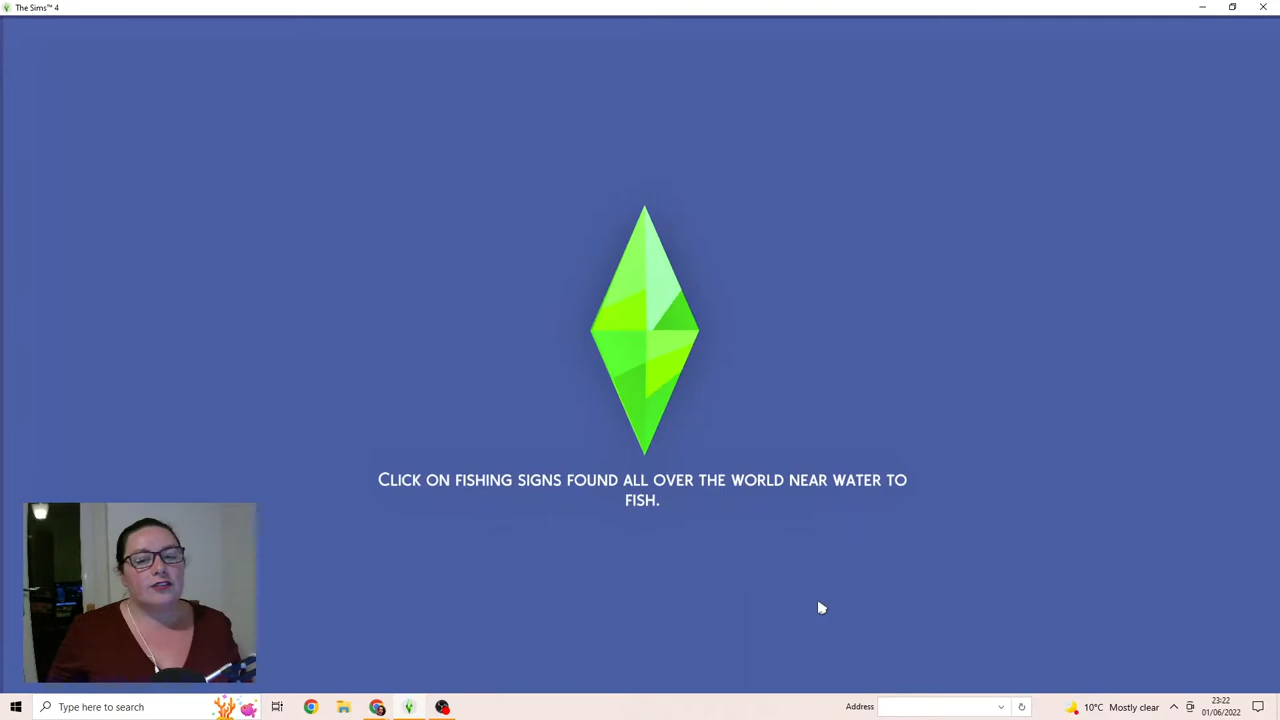 The Sims™ 4
CLICK ON FISHING SIGNS FOUND ALL OVER THE WORLD NEAR WATER TO
FISH.
Type here to search
Address
10°C Mostly clear
23:22
01/06/2022